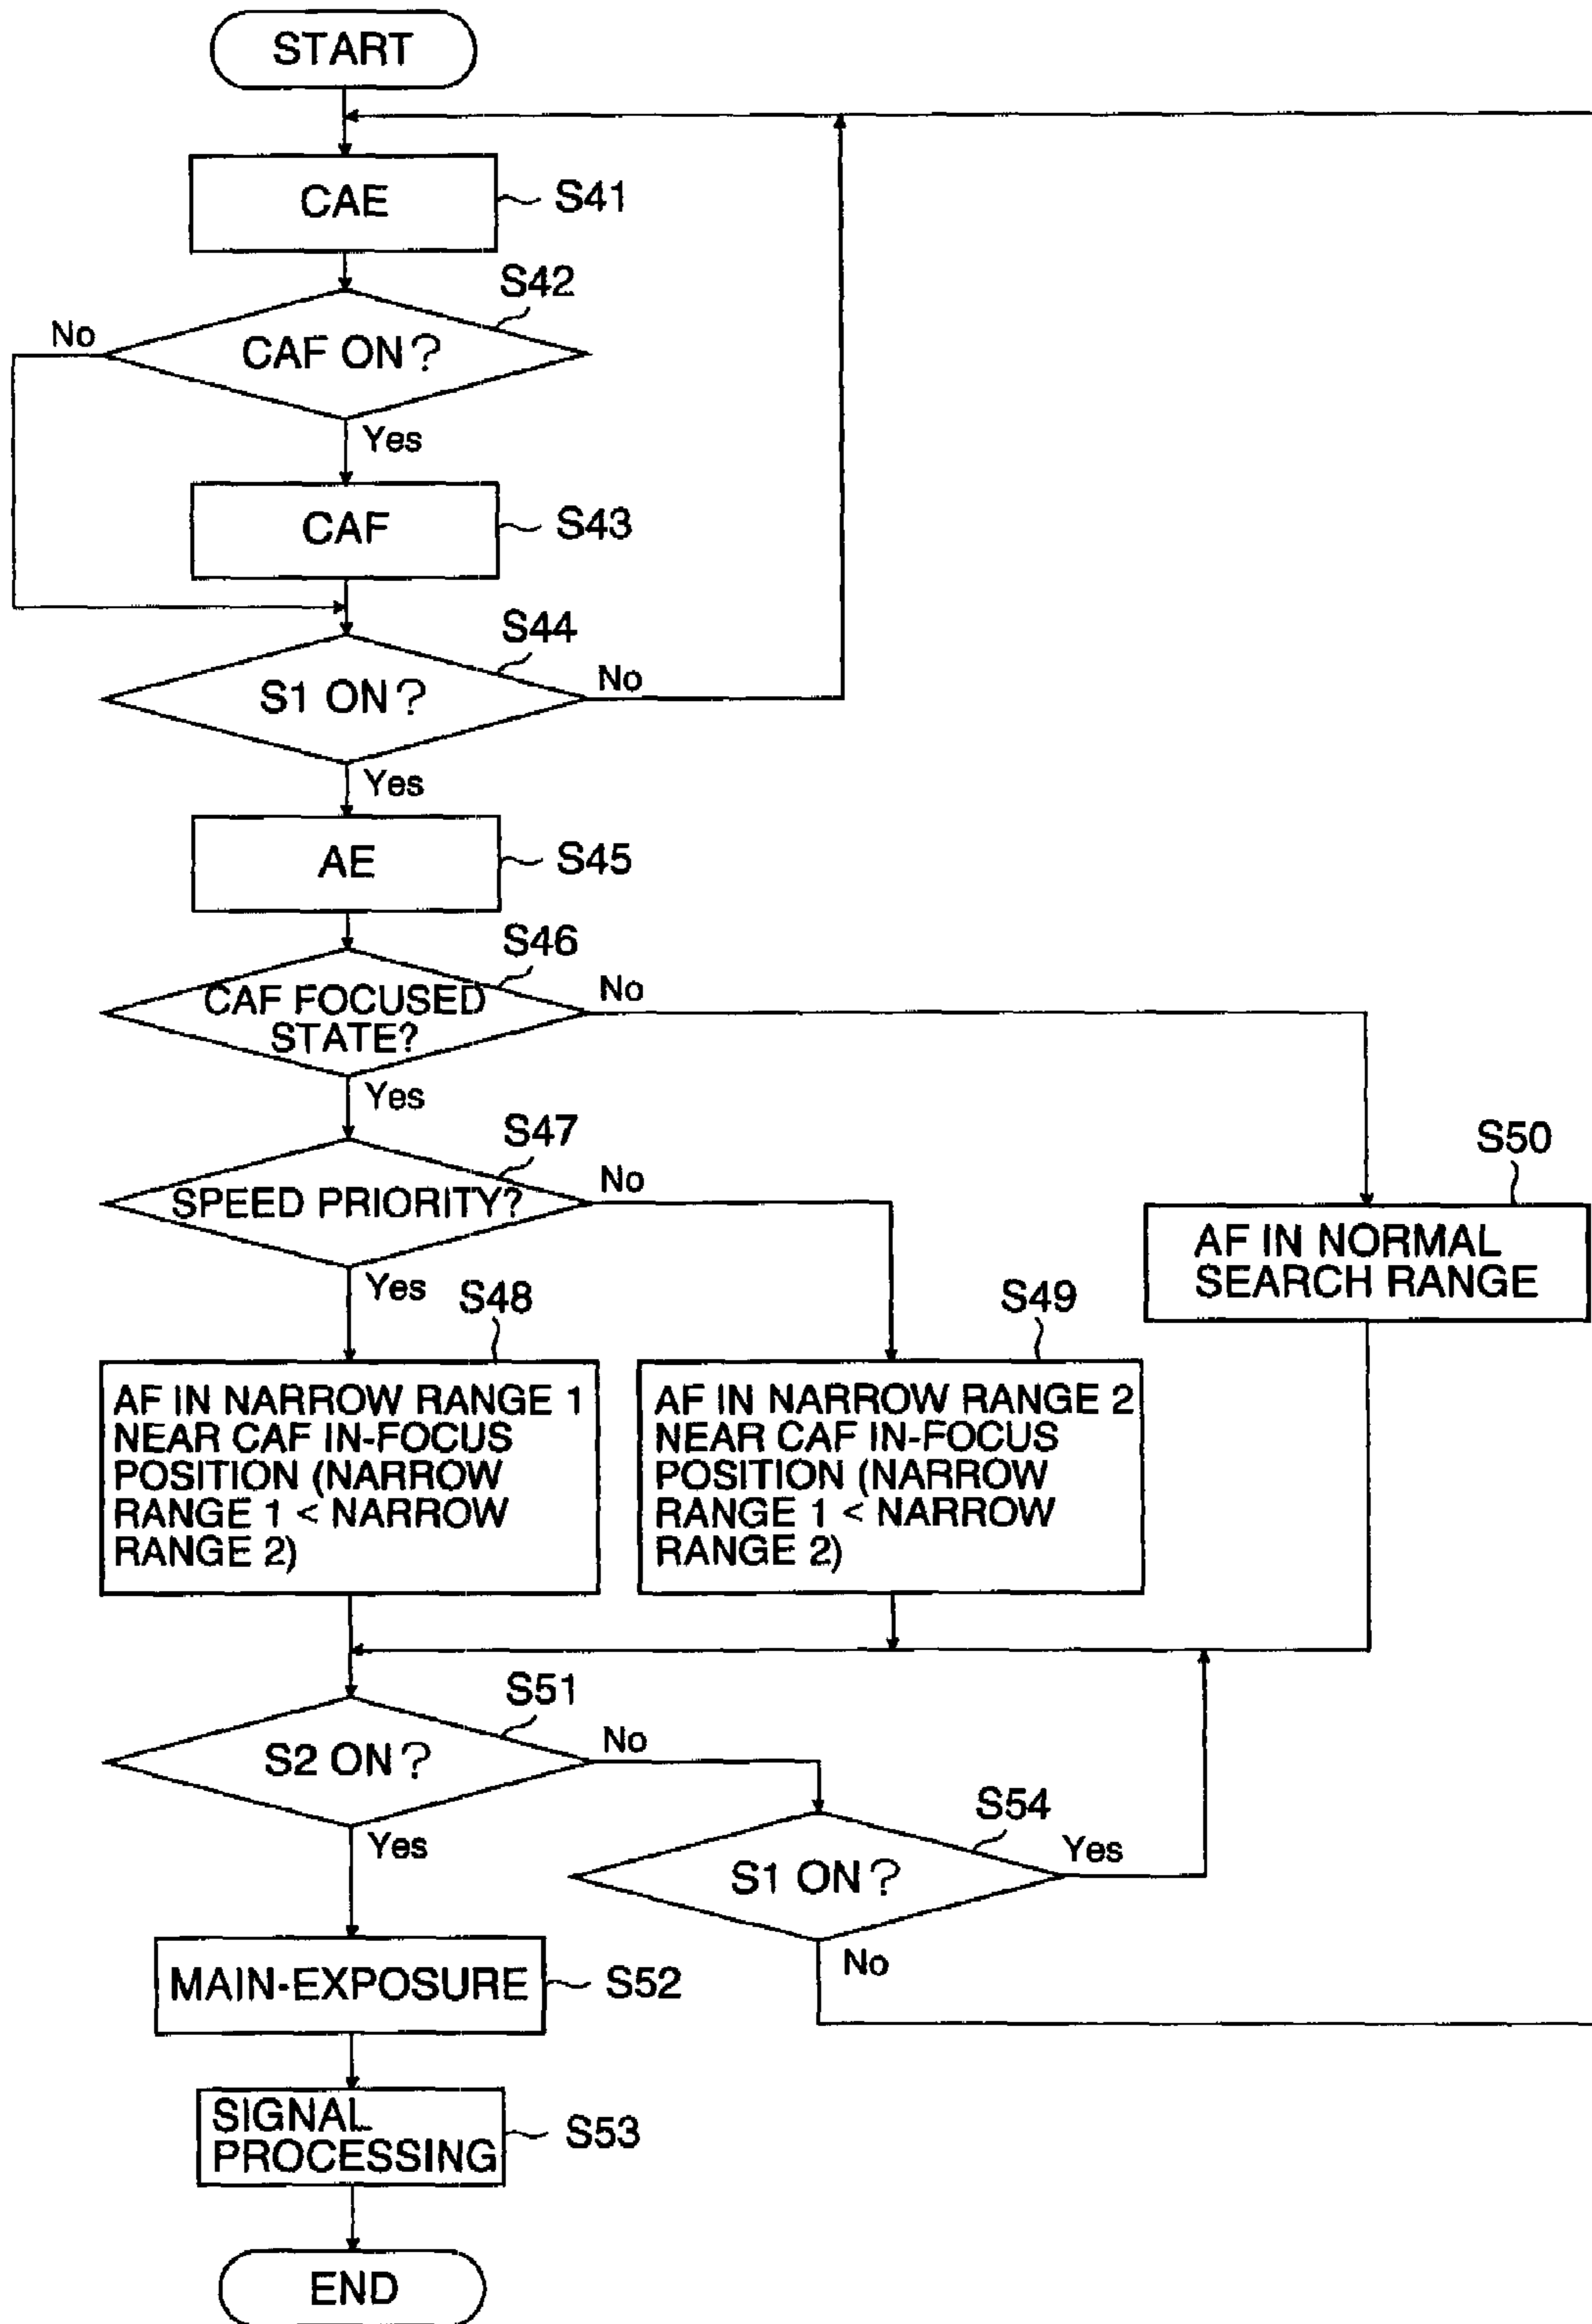 START
CAE
S41
S42
CAF ON?
No
Yes
CAF
S43
S44
S1 ON?
No
Yes
AE
S45
S46
CAF FOCUSED
STATE?
No
Yes
S47
SPEED PRIORITY?
No
Yes
S50
AF IN NORMAL
SEARCH RANGE
S48
AF IN NARROW RANGE 1
NEAR CAF IN-FOCUS
POSITION (NARROW
RANGE 1 < NARROW
RANGE 2)
S49
AF IN NARROW RANGE 2
NEAR CAF IN-FOCUS
POSITION (NARROW
RANGE 1 < NARROW
RANGE 2)
S51
S2 ON?
No
Yes
S54
S1 ON?
Yes
No
MAIN-EXPOSURE
S52
SIGNAL
PROCESSING
S53
END